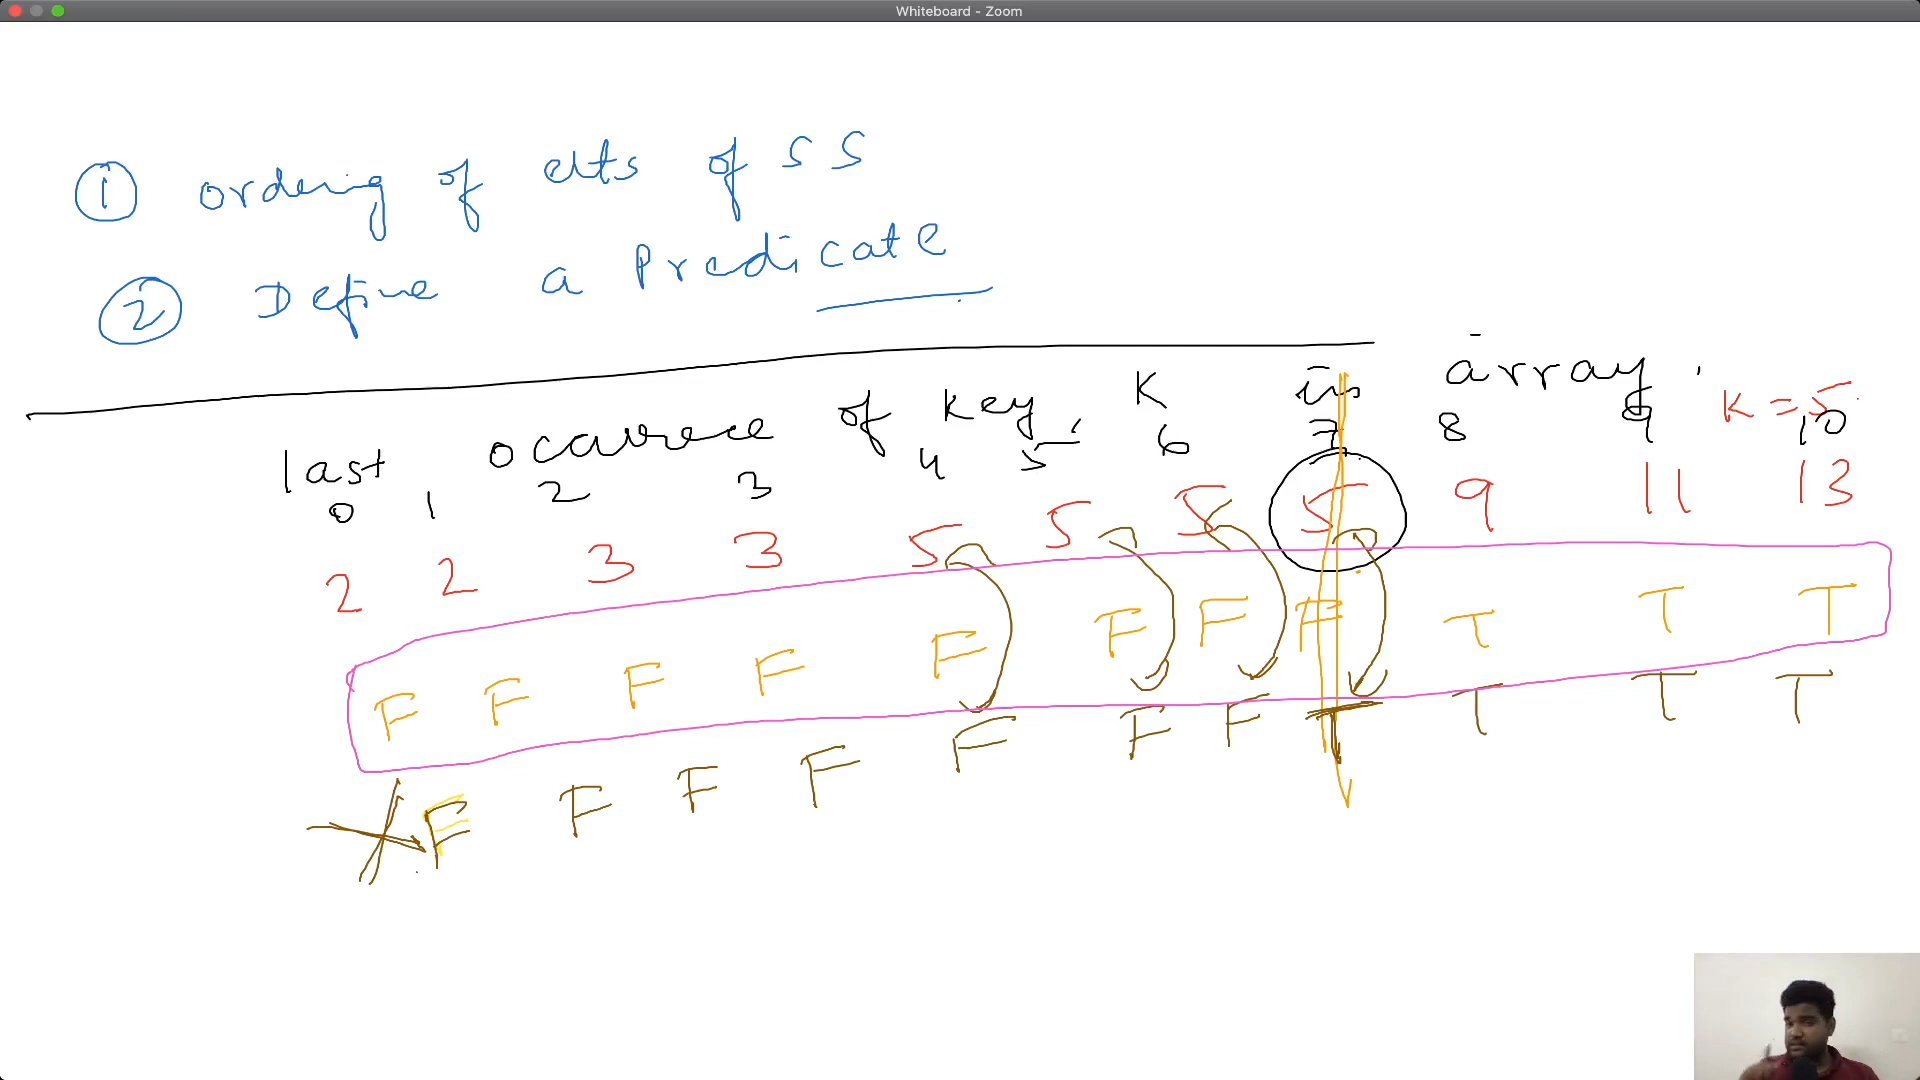 Whiteboard - Zoom
① ordering of elts of SS
② Define a Predicate
last ocaurrece of key, K in array.
K = 5
0 1 2 3 4 5 6 7 8 9 10
2 2 3 3 5 5 5 5 9 11 13
F F F F F F F F T T T
F F F F F F F T T T T